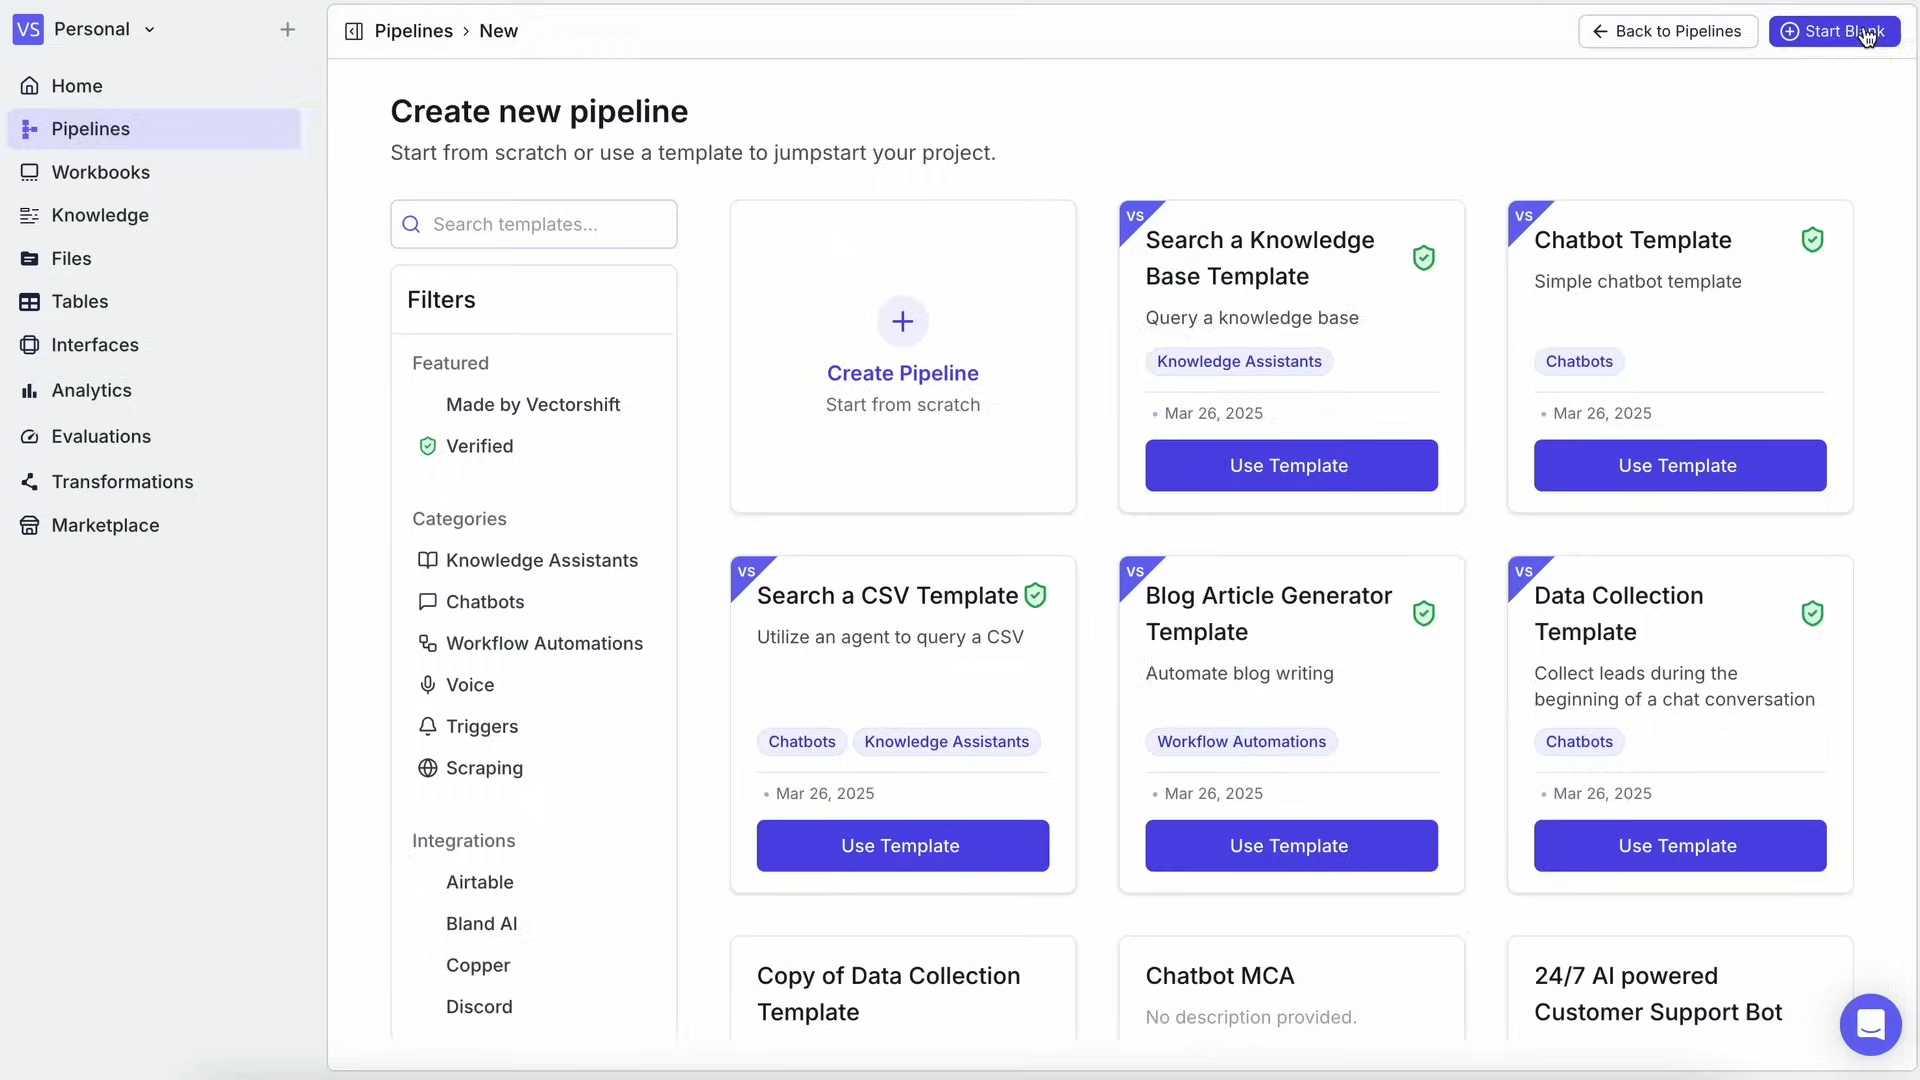 VS Personal
Home
Pipelines
Workbooks
Knowledge
Files
Tables
Interfaces
Analytics
Evaluations
Transformations
Marketplace
Pipelines > New
Back to Pipelines
Start Blank
Create new pipeline
Start from scratch or use a template to jumpstart your project.
Search templates...
Filters
Featured
Made by Vectorshift
Verified
Categories
Knowledge Assistants
Chatbots
Workflow Automations
Voice
Triggers
Scraping
Integrations
Airtable
Bland AI
Copper
Discord
Create Pipeline
Start from scratch
VS
Search a Knowledge
Base Template
Query a knowledge base
Knowledge Assistants
• Mar 26, 2025
Use Template
VS
Chatbot Template
Simple chatbot template
Chatbots
• Mar 26, 2025
Use Template
VS
Search a CSV Template
Utilize an agent to query a CSV
Chatbots Knowledge Assistants
• Mar 26, 2025
Use Template
VS
Blog Article Generator
Template
Automate blog writing
Workflow Automations
• Mar 26, 2025
Use Template
VS
Data Collection
Template
Collect leads during the
beginning of a chat conversation
Chatbots
• Mar 26, 2025
Use Template
Copy of Data Collection
Template
Chatbot MCA
No description provided.
24/7 AI powered
Customer Support Bot